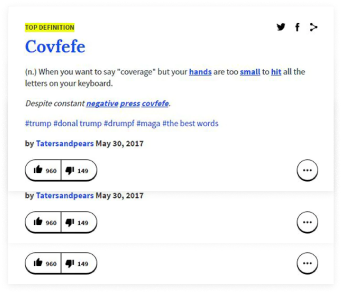 TOP DEFINITION
Covfefe
(n.) When you want to say "coverage" but your hands are too small to hit all the
letters on your keyboard.
Despite constant negative press covfefe.
#trump #donal trump #drumpf #maga #the best words
by Tatersandpears May 30, 2017
960 149
by Tatersandpears May 30, 2017
960 149
960 149